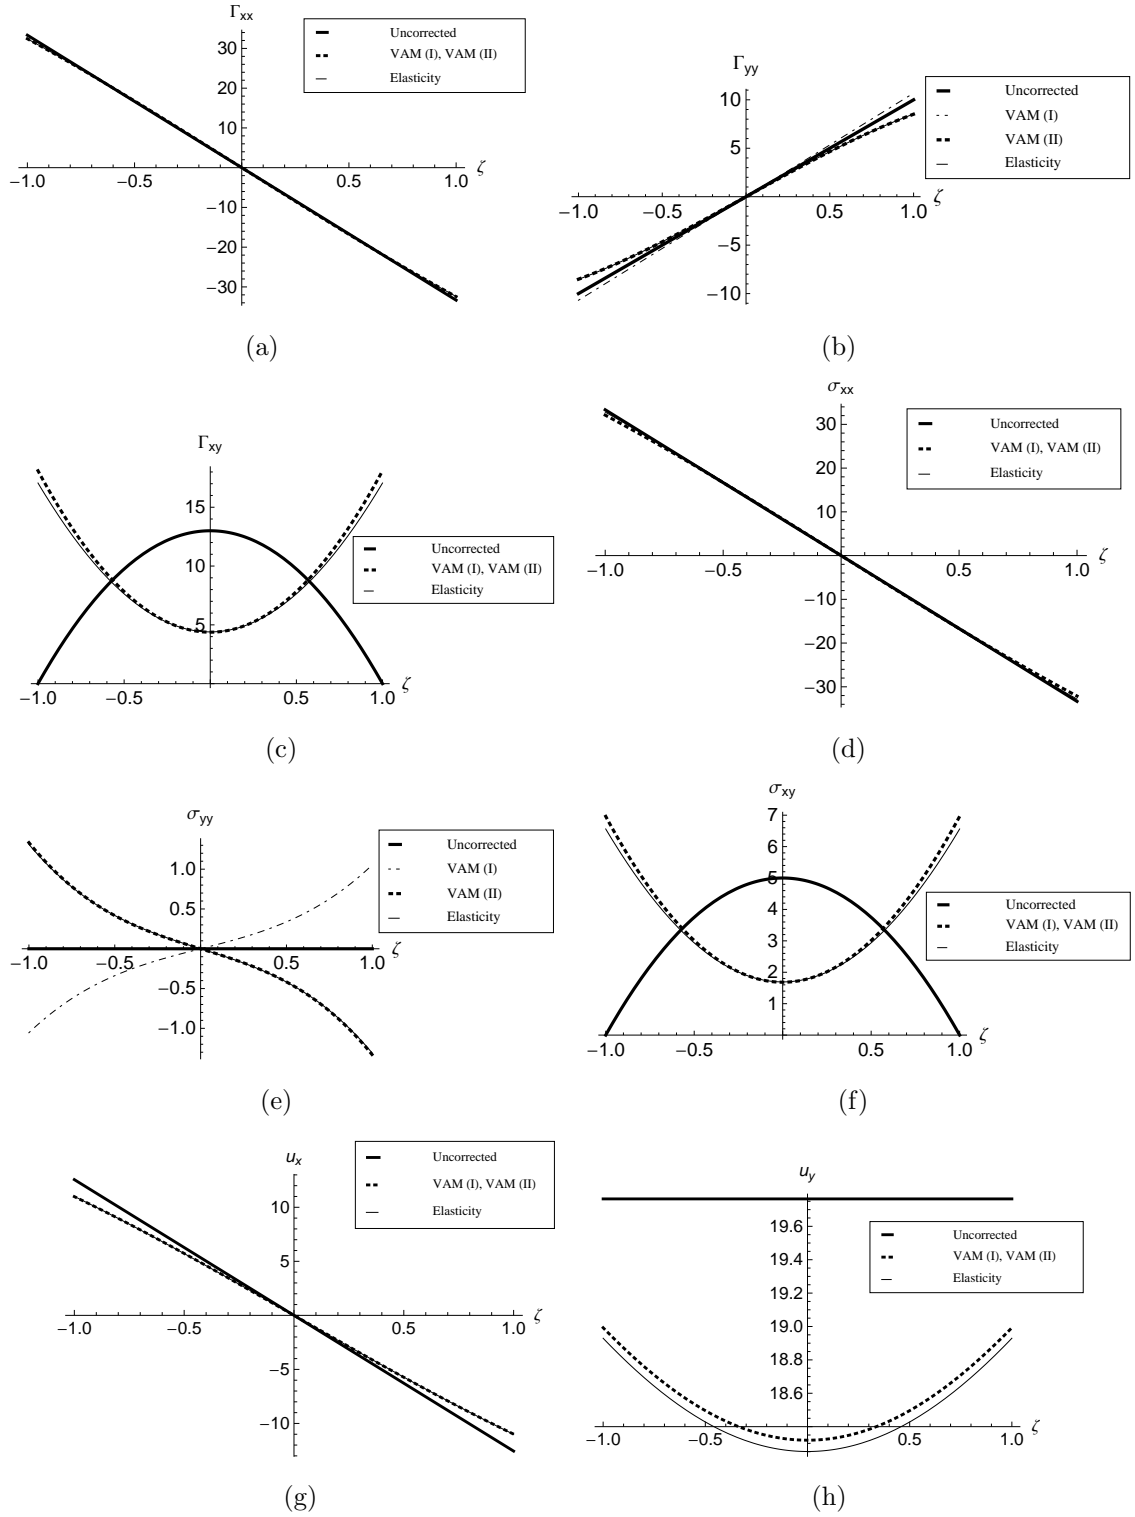 Γxx
Uncorrected
VAM (I), VAM (II)
Elasticity
30
20
10
−1.0 −0.5 0.5 1.0 ζ
−10
−20
−30
(a)
Γyy
Uncorrected
VAM (I)
VAM (II)
Elasticity
10
5
−1.0 −0.5 0.5 1.0 ζ
−5
−10
(b)
Γxy
15
10
5
Uncorrected
VAM (I), VAM (II)
Elasticity
−1.0 −0.5 0.5 1.0 ζ
(c)
σxx
Uncorrected
VAM (I), VAM (II)
Elasticity
30
20
10
−1.0 −0.5 0.5 1.0 ζ
−10
−20
−30
(d)
σyy
Uncorrected
VAM (I)
VAM (II)
Elasticity
1.0
0.5
−1.0 −0.5 0.5 1.0 ζ
−0.5
−1.0
(e)
σxy
7
6
5
4
3
2
1
Uncorrected
VAM (I), VAM (II)
Elasticity
−1.0 −0.5 0.5 1.0 ζ
(f)
ux
Uncorrected
VAM (I), VAM (II)
Elasticity
10
5
−1.0 −0.5 0.5 1.0 ζ
−5
−10
(g)
uy
19.6
19.4
19.2
19.0
18.8
18.6
Uncorrected
VAM (I), VAM (II)
Elasticity
−1.0 −0.5 0.5 1.0 ζ
(h)